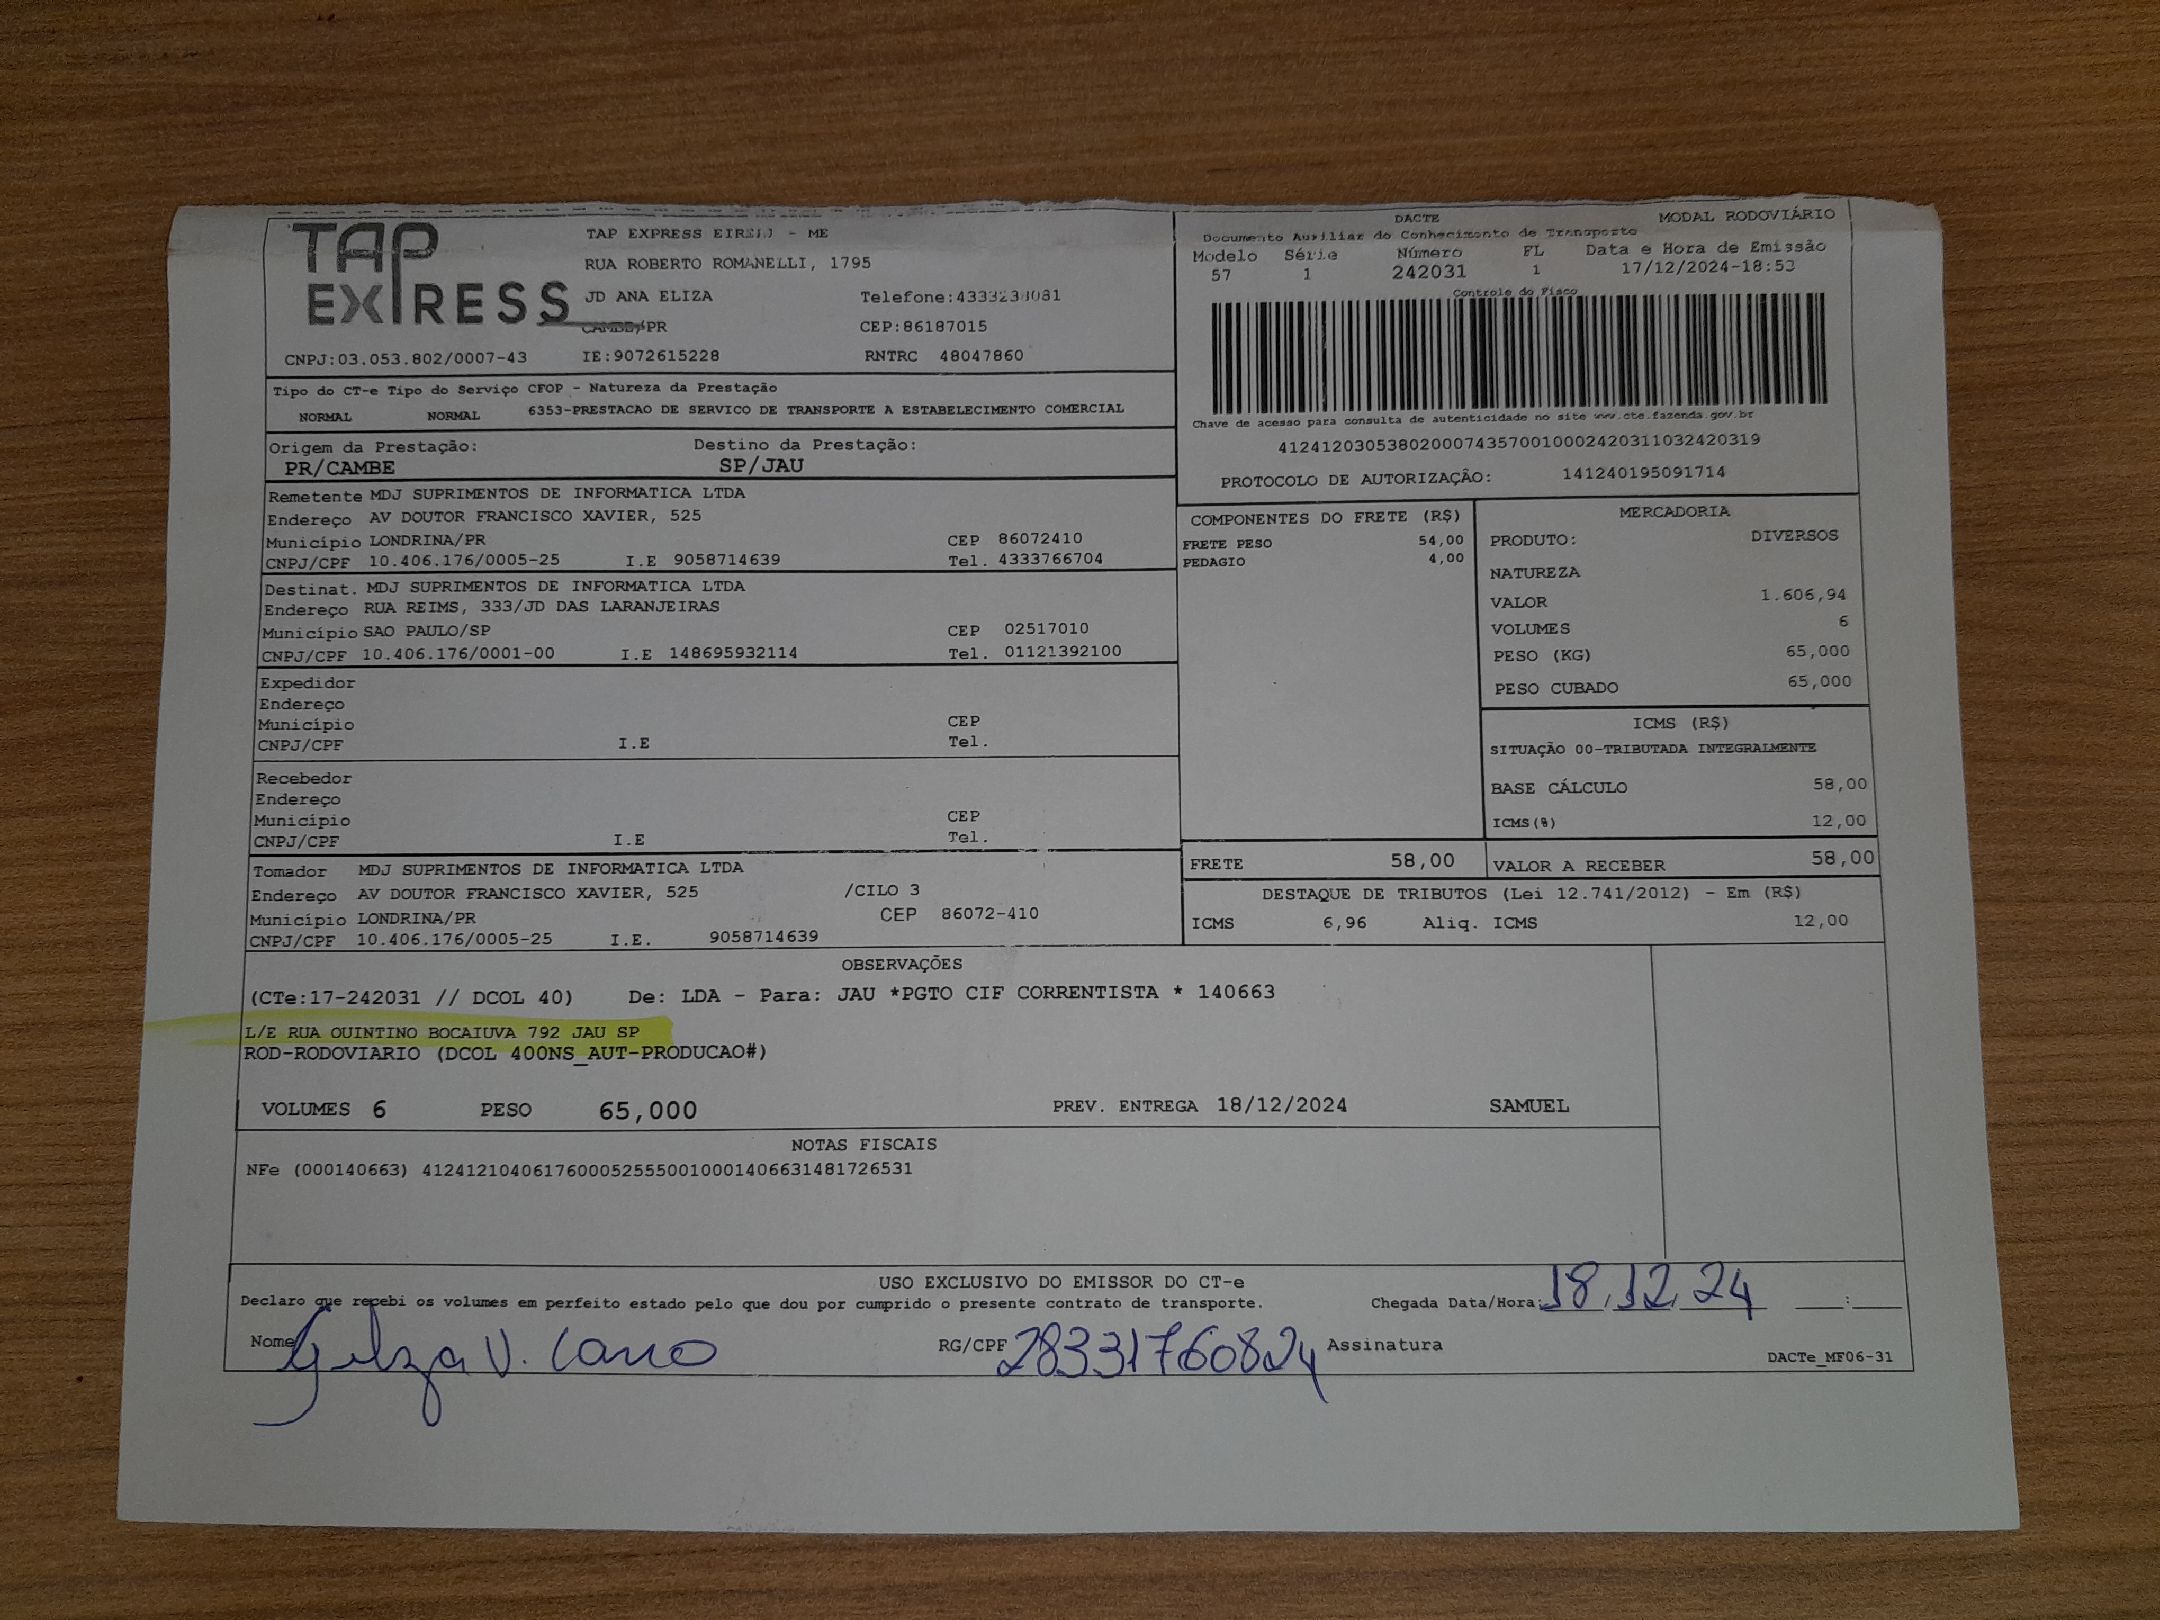 TAP EXPRESS
TAP EXPRESS EIRELI - ME
RUA ROBERTO ROMANELLI, 1795
JD ANA ELIZA Telefone:4333238081
CAMBE/PR CEP:86187015
CNPJ:03.053.802/0007-43 IE:9072615228 RNTRC 48047860
DACTE MODAL RODOVIÁRIO
Documento Auxiliar do Conhecimento de Transporte
Modelo Série Número FL Data e Hora de Emissão
57 1 242031 1 17/12/2024-18:53
Controle do Fisco
Chave de acesso para consulta de autenticidade no site www.cte.fazenda.gov.br
41241203053802000743570010002420311032420319
PROTOCOLO DE AUTORIZAÇÃO: 141240195091714
Tipo do CT-e Tipo do Serviço CFOP - Natureza da Prestação
NORMAL NORMAL 6353-PRESTACAO DE SERVICO DE TRANSPORTE A ESTABELECIMENTO COMERCIAL
Origem da Prestação: Destino da Prestação:
PR/CAMBE SP/JAU
Remetente MDJ SUPRIMENTOS DE INFORMATICA LTDA
Endereço AV DOUTOR FRANCISCO XAVIER, 525
Município LONDRINA/PR CEP 86072410
CNPJ/CPF 10.406.176/0005-25 I.E 9058714639 Tel. 4333766704
Destinat. MDJ SUPRIMENTOS DE INFORMATICA LTDA
Endereço RUA REIMS, 333/JD DAS LARANJEIRAS
Município SAO PAULO/SP CEP 02517010
CNPJ/CPF 10.406.176/0001-00 I.E 148695932114 Tel. 01121392100
Expedidor
Endereço
Município CEP
CNPJ/CPF I.E Tel.
Recebedor
Endereço
Município CEP
CNPJ/CPF I.E Tel.
Tomador MDJ SUPRIMENTOS DE INFORMATICA LTDA
Endereço AV DOUTOR FRANCISCO XAVIER, 525 /CILO 3
Município LONDRINA/PR CEP 86072-410
CNPJ/CPF 10.406.176/0005-25 I.E. 9058714639
COMPONENTES DO FRETE (R$)
FRETE PESO 54,00
PEDAGIO 4,00
MERCADORIA
PRODUTO: DIVERSOS
NATUREZA
VALOR 1.606,94
VOLUMES 6
PESO (KG) 65,000
PESO CUBADO 65,000
ICMS (R$)
SITUAÇÃO 00-TRIBUTADA INTEGRALMENTE
BASE CÁLCULO 58,00
ICMS(%) 12,00
FRETE 58,00 VALOR A RECEBER 58,00
DESTAQUE DE TRIBUTOS (Lei 12.741/2012) - Em (R$)
ICMS 6,96 Aliq. ICMS 12,00
OBSERVAÇÕES
(CTe:17-242031 // DCOL 40) De: LDA - Para: JAU *PGTO CIF CORRENTISTA * 140663
L/E RUA QUINTINO BOCAIUVA 792 JAU SP
ROD-RODOVIARIO (DCOL 400NS_AUT-PRODUCAO#)
VOLUMES 6 PESO 65,000 PREV. ENTREGA 18/12/2024 SAMUEL
NOTAS FISCAIS
NFe (000140663) 41241210406176000525550010001406631481726531
USO EXCLUSIVO DO EMISSOR DO CT-e
Declaro que recebi os volumes em perfeito estado pelo que dou por cumprido o presente contrato de transporte. Chegada Data/Hora: 18.12.24 __:__
Nome Gelza V. Cano RG/CPF 28331760824 Assinatura
DACTe_MF06-31